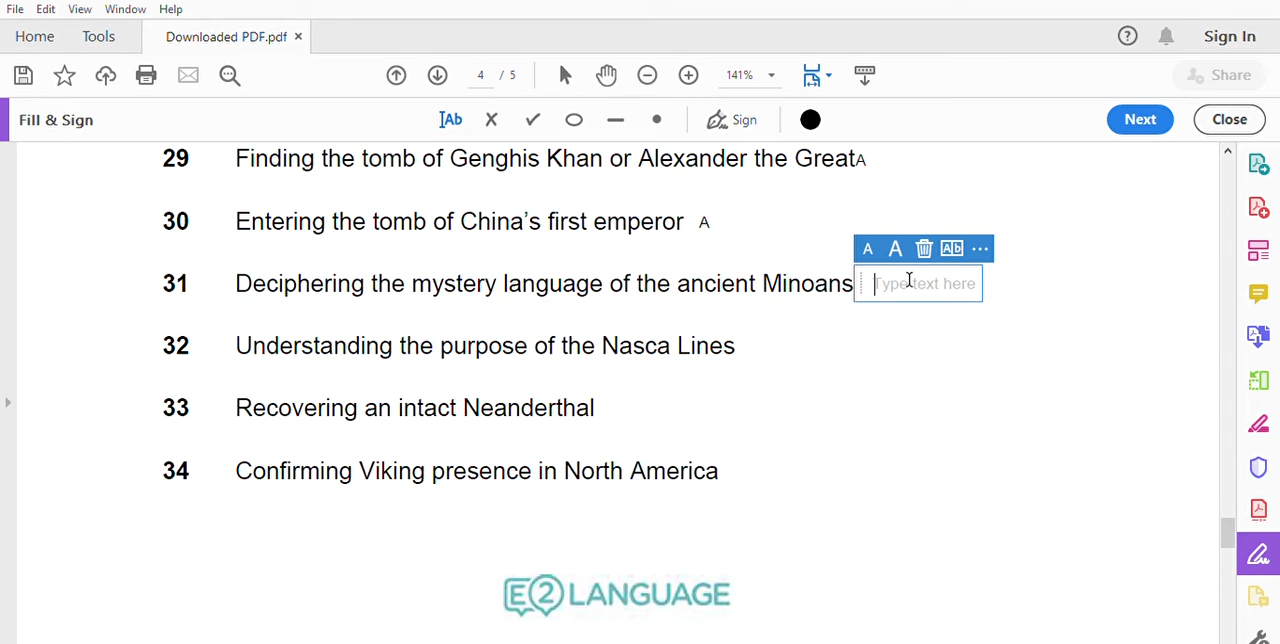 File Edit View Window Help
Home Tools Downloaded PDF.pdf × ? Sign In
4 / 5 141% Share
Fill & Sign IAb Sign Next Close
29 Finding the tomb of Genghis Khan or Alexander the Great A
30 Entering the tomb of China's first emperor A
A A Ab ...
31 Deciphering the mystery language of the ancient Minoans Type text here
32 Understanding the purpose of the Nasca Lines
33 Recovering an intact Neanderthal
34 Confirming Viking presence in North America
E2 LANGUAGE